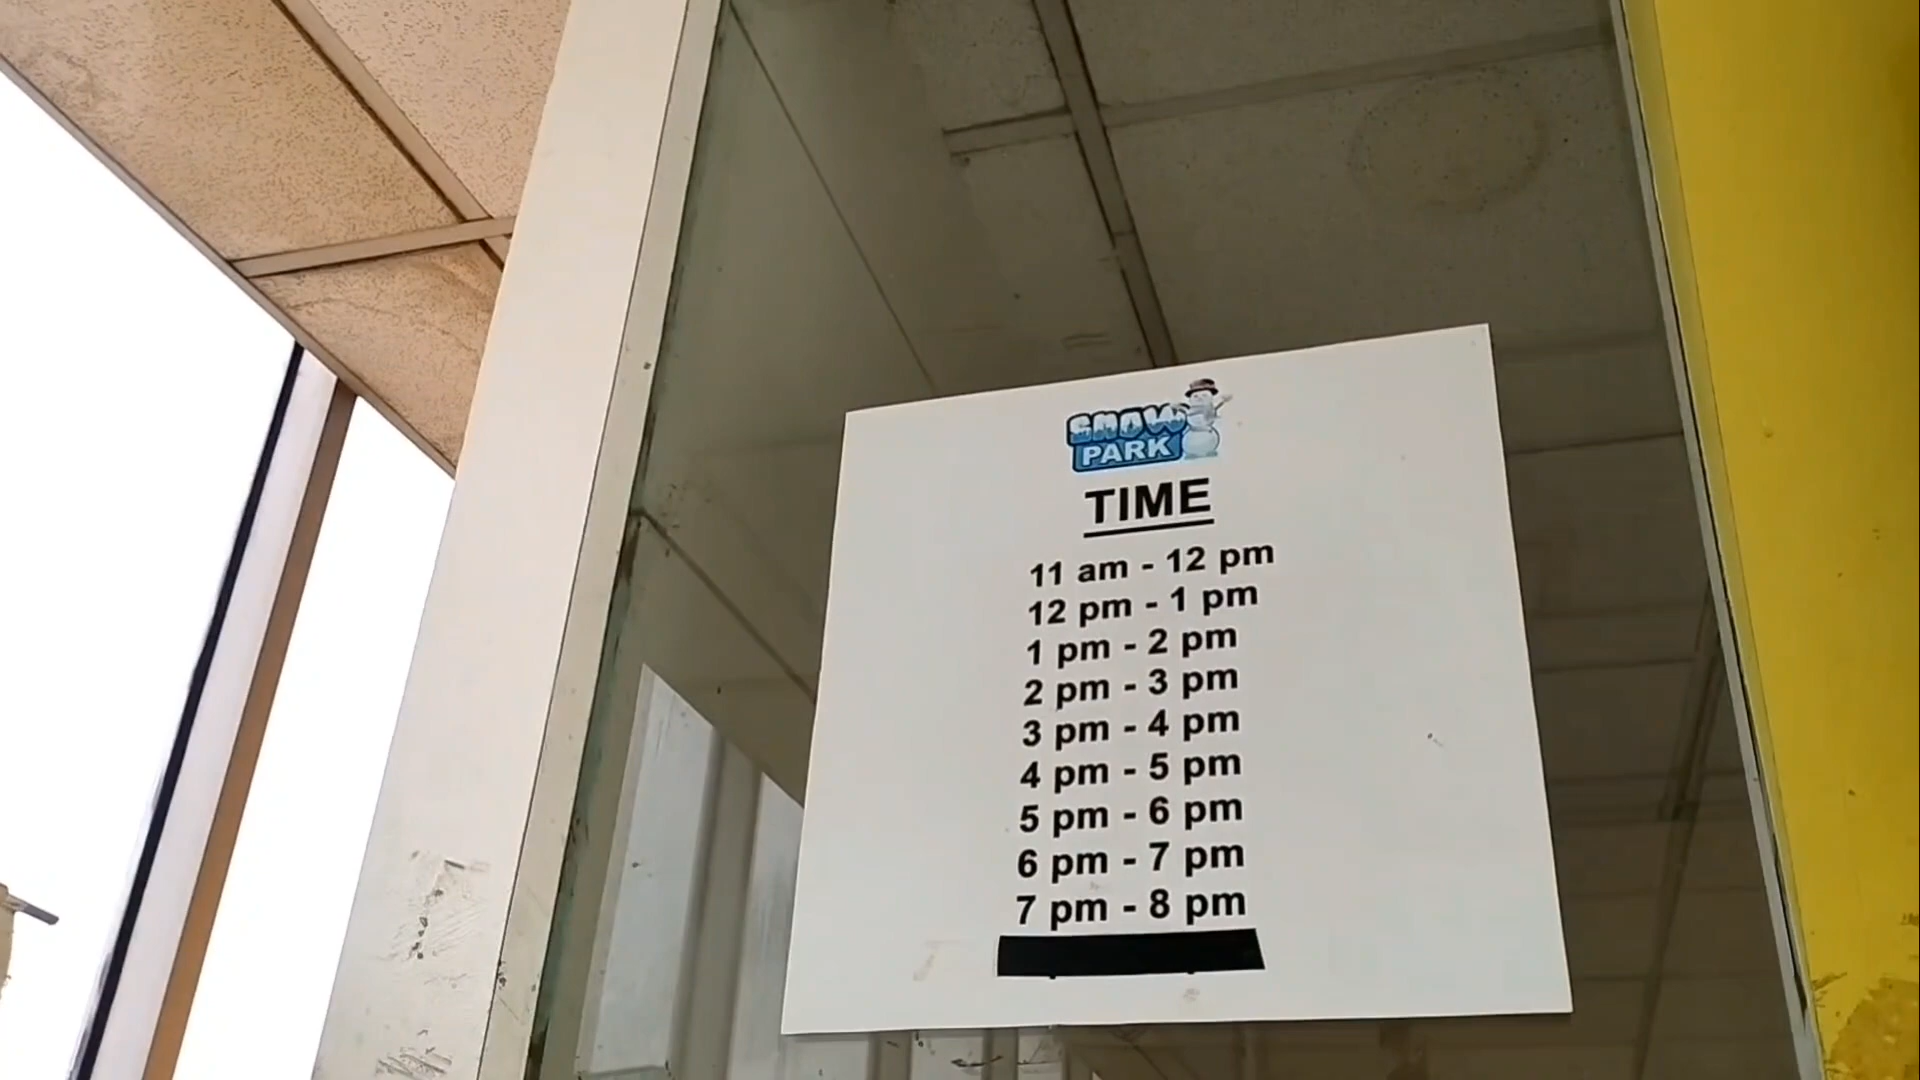 SNOW
PARK
TIME
11 am - 12 pm
12 pm - 1 pm
1 pm - 2 pm
2 pm - 3 pm
3 pm - 4 pm
4 pm - 5 pm
5 pm - 6 pm
6 pm - 7 pm
7 pm - 8 pm